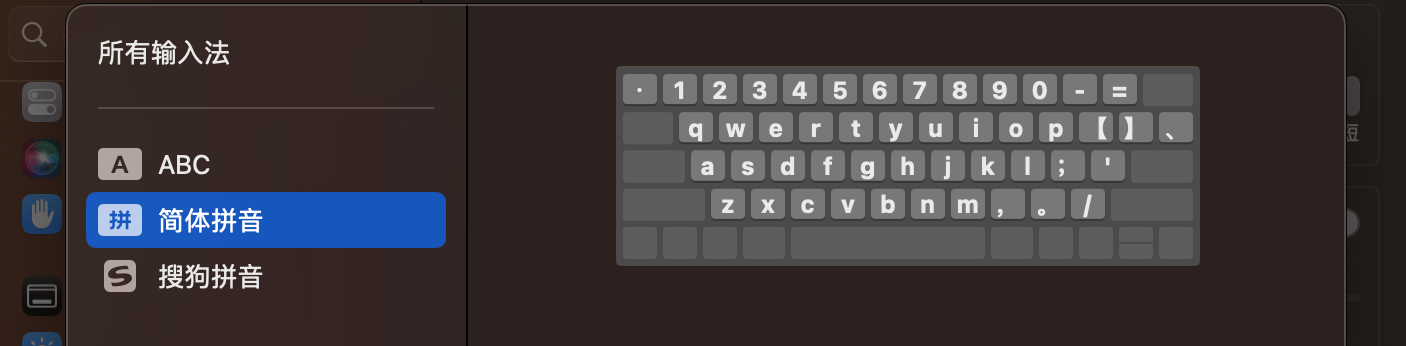 所有输入法
A ABC
拼 简体拼音
S 搜狗拼音
· 1 2 3 4 5 6 7 8 9 0 - =
q w e r t y u i o p 【 】 、
a s d f g h j k l ; '
z x c v b n m , 。 /
短